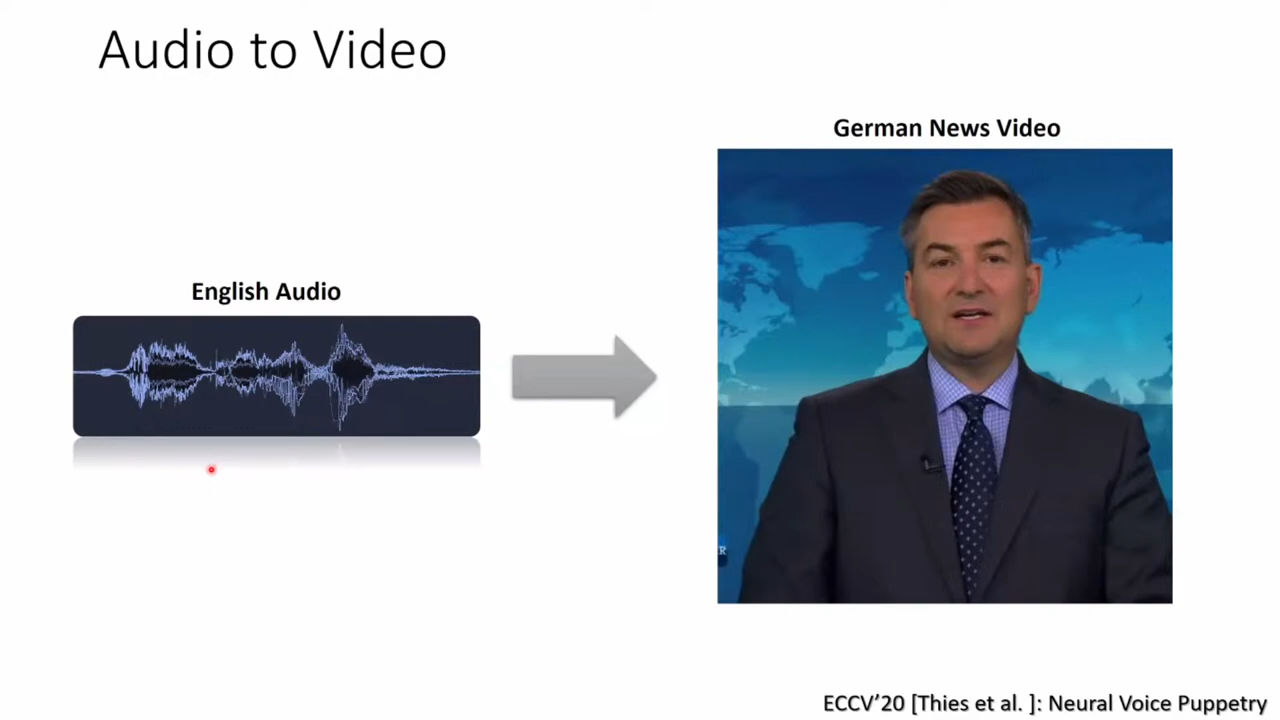 Audio to Video
German News Video
English Audio
R
ECCV'20 [Thies et al. ]: Neural Voice Puppetry